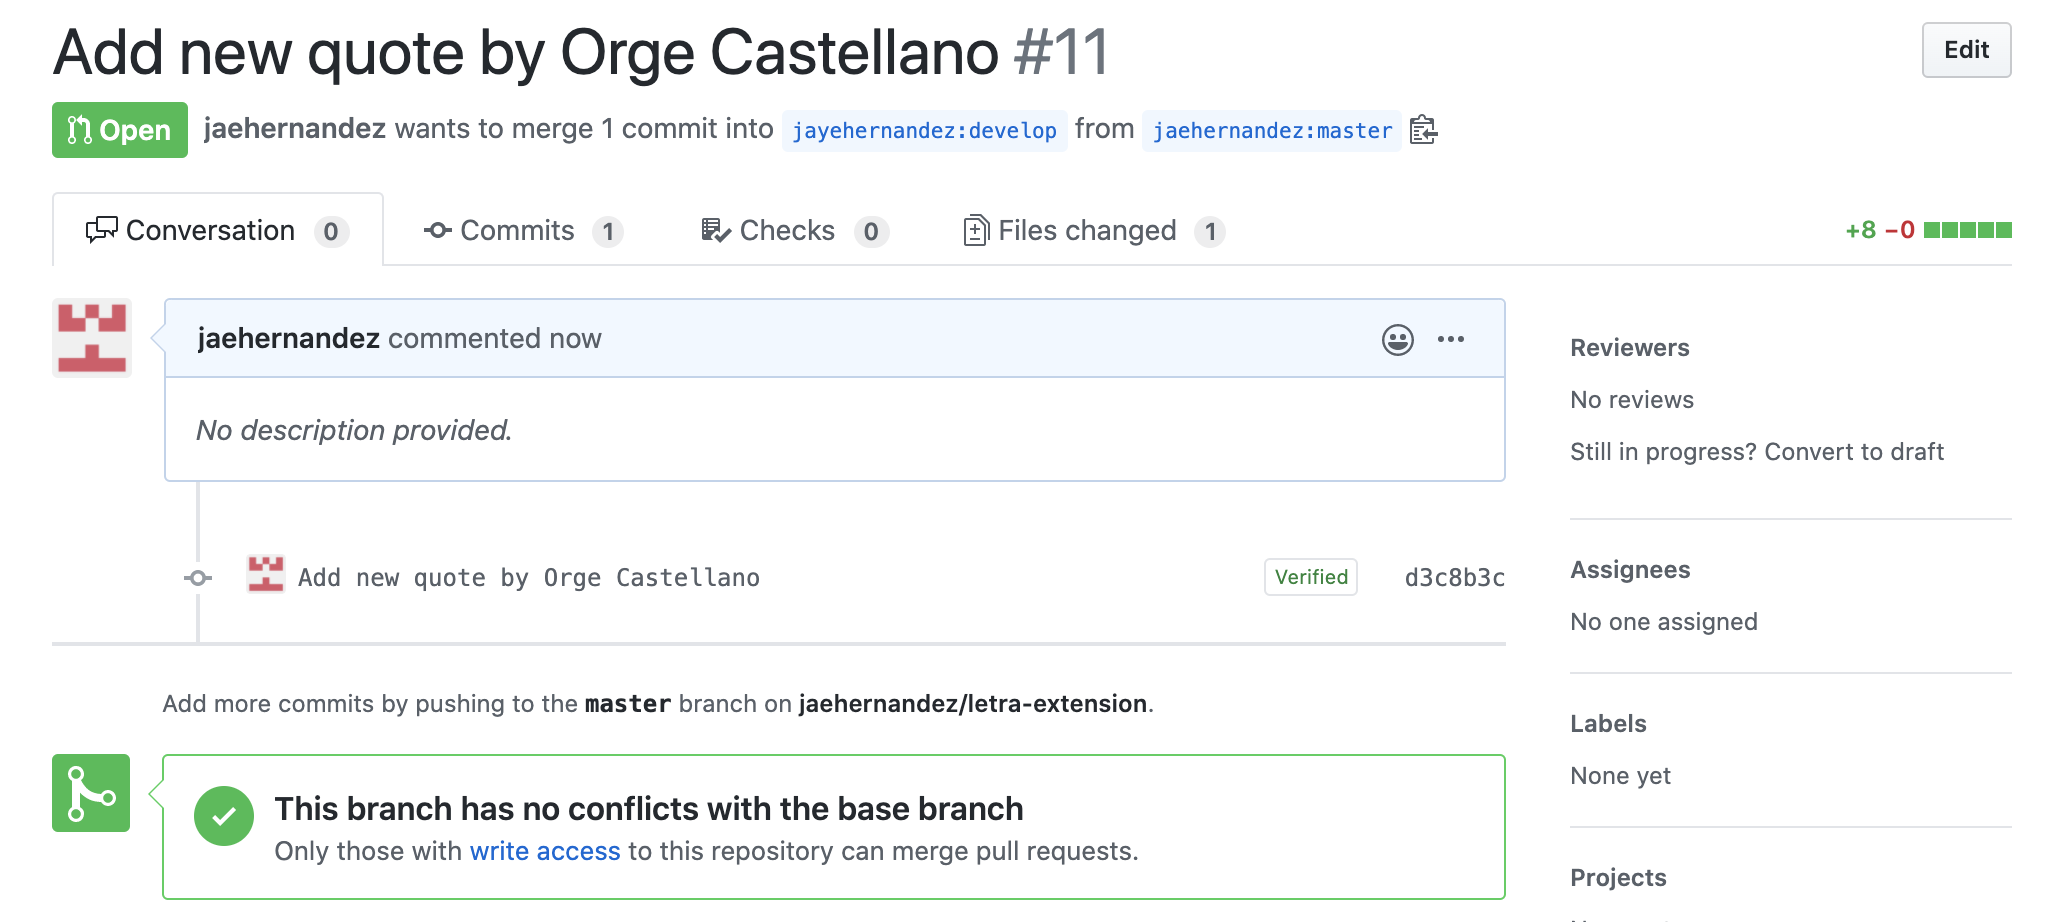 Add new quote by Orge Castellano #11
Edit
Open jaehernandez wants to merge 1 commit into jayehernandez:develop from jaehernandez:master
Conversation 0 Commits 1 Checks 0 Files changed 1 +8 −0
jaehernandez commented now
No description provided.
Add new quote by Orge Castellano Verified d3c8b3c
Add more commits by pushing to the master branch on jaehernandez/letra-extension.
This branch has no conflicts with the base branch
Only those with write access to this repository can merge pull requests.
Reviewers
No reviews
Still in progress? Convert to draft
Assignees
No one assigned
Labels
None yet
Projects